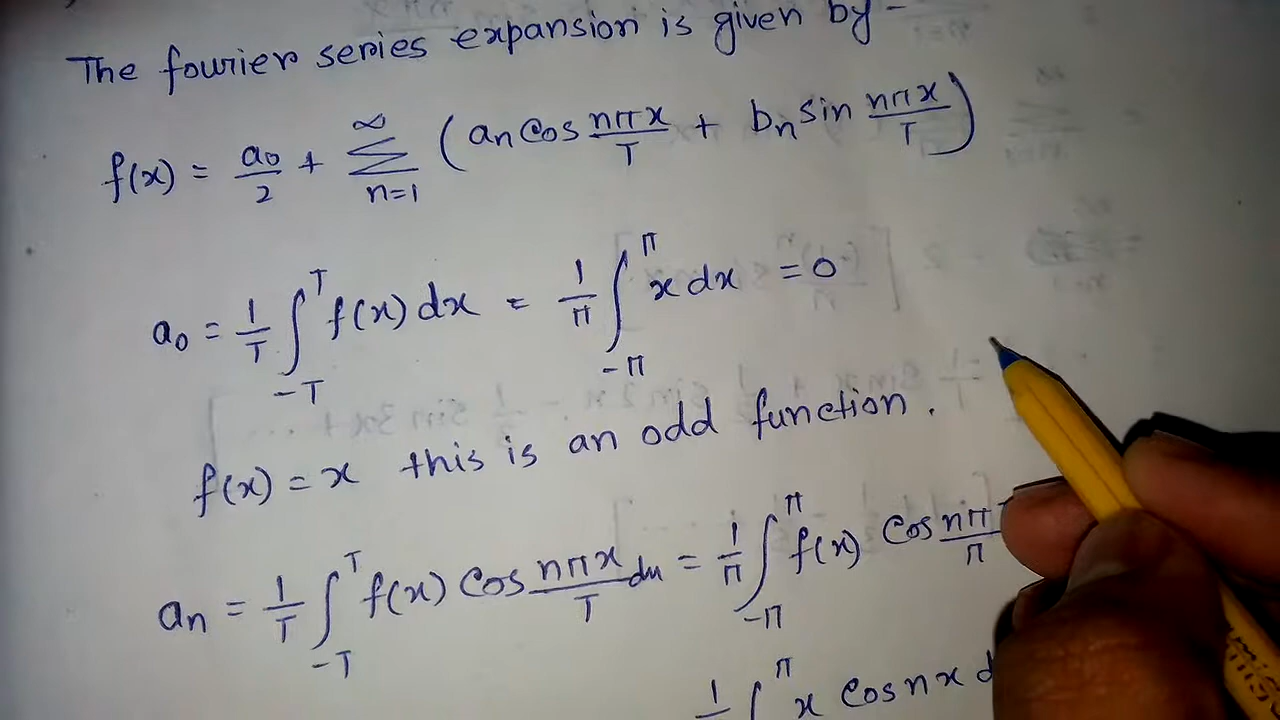 The fourier series expansion is given by -
f(x) = a₀/2 + ∑_{n=1}^{∞} (an Cos nπx/T + bn sin nπx/T)
a₀ = 1/T ∫_{-T}^{T} f(x) dx = 1/π ∫_{-π}^{π} x dx = 0
f(x) = x this is an odd function.
an = 1/T ∫_{-T}^{T} f(x) Cos nπx/T dx = 1/π ∫_{-π}^{π} f(x) Cos nπ/π
1 ∫^{π} x Cos nx d